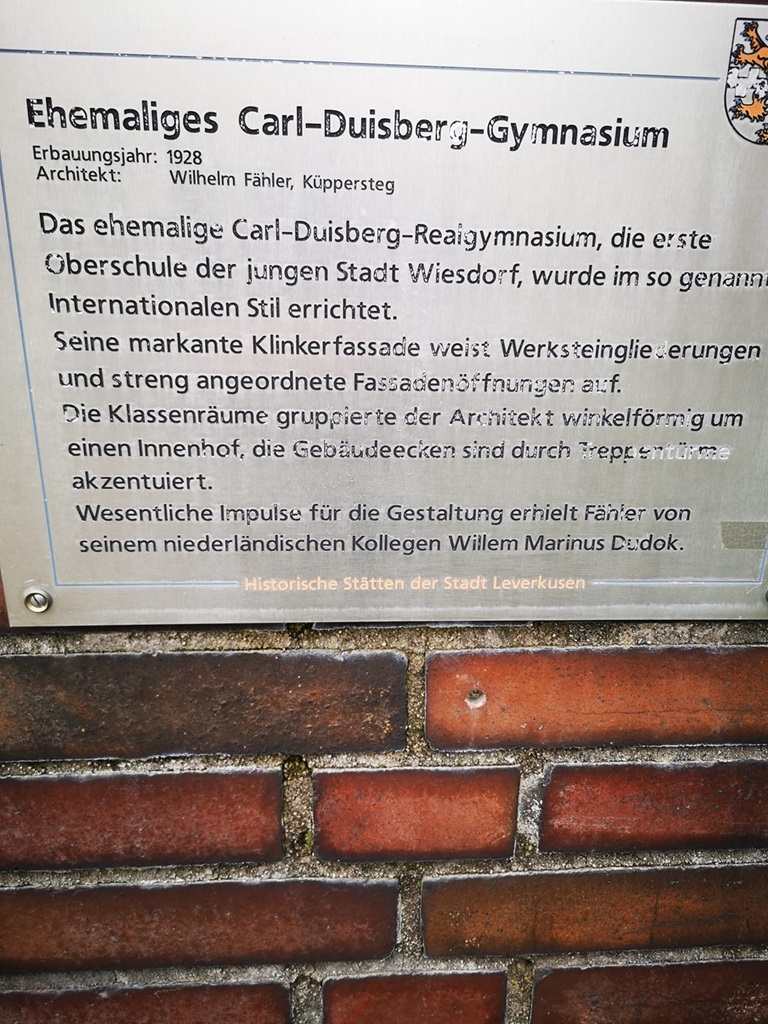 Ehemaliges Carl-Duisberg-Gymnasium
Erbauungsjahr: 1928
Architekt: Wilhelm Fähler, Küppersteg
Das ehemalige Carl-Duisberg-Realgymnasium, die erste
Oberschule der jungen Stadt Wiesdorf, wurde im so genannt
Internationalen Stil errichtet.
Seine markante Klinkerfassade weist Werksteingliederungen
und streng angeordnete Fassadenöffnungen auf.
Die Klassenräume gruppierte der Architekt winkelförmig um
einen Innenhof, die Gebäudeecken sind durch Treppentürme
akzentuiert.
Wesentliche Impulse für die Gestaltung erhielt Fähler von
seinem niederländischen Kollegen Willem Marinus Dudok.
Historische Stätten der Stadt Leverkusen